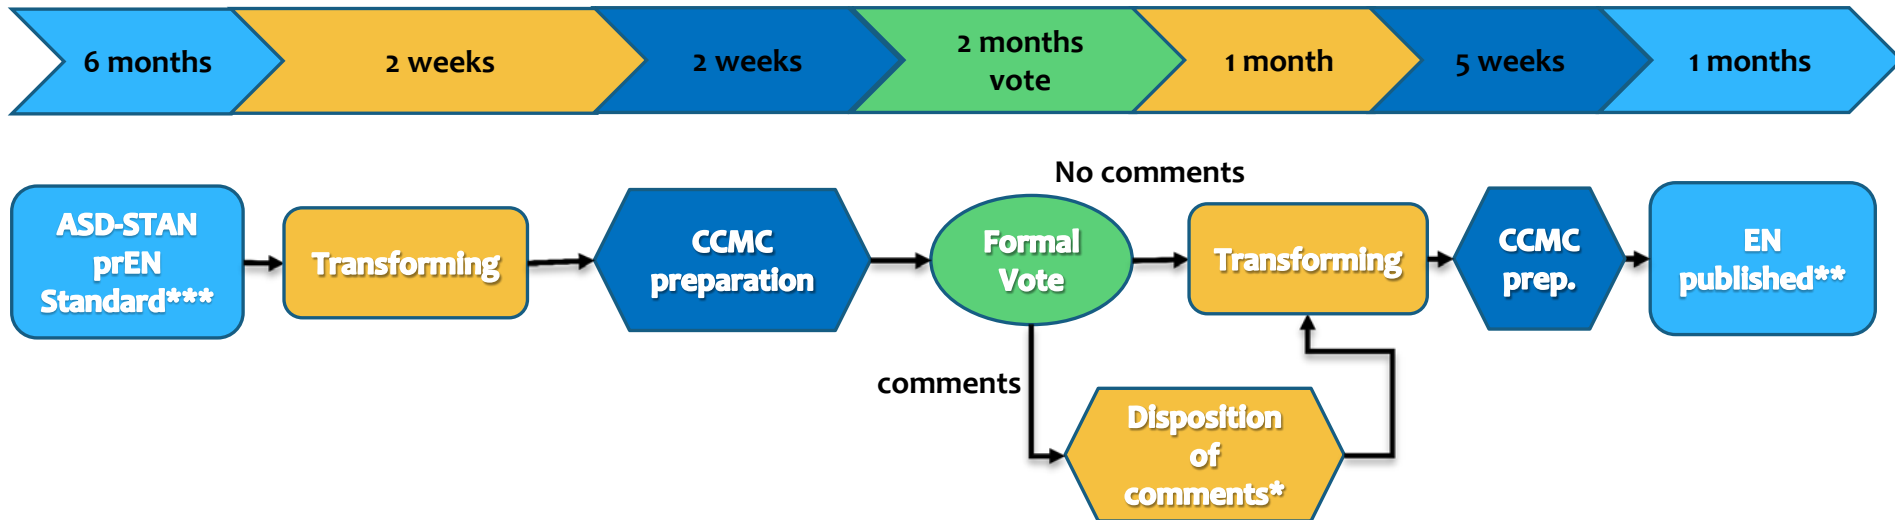 6 months
2 weeks
2 weeks
2 months
vote
1 month
5 weeks
1 months
No comments
ASD-STAN
prEN
Standard***
Transforming
CCMC
preparation
Formal
Vote
Transforming
CCMC
prep.
EN
published**
comments
Disposition
of
comments*